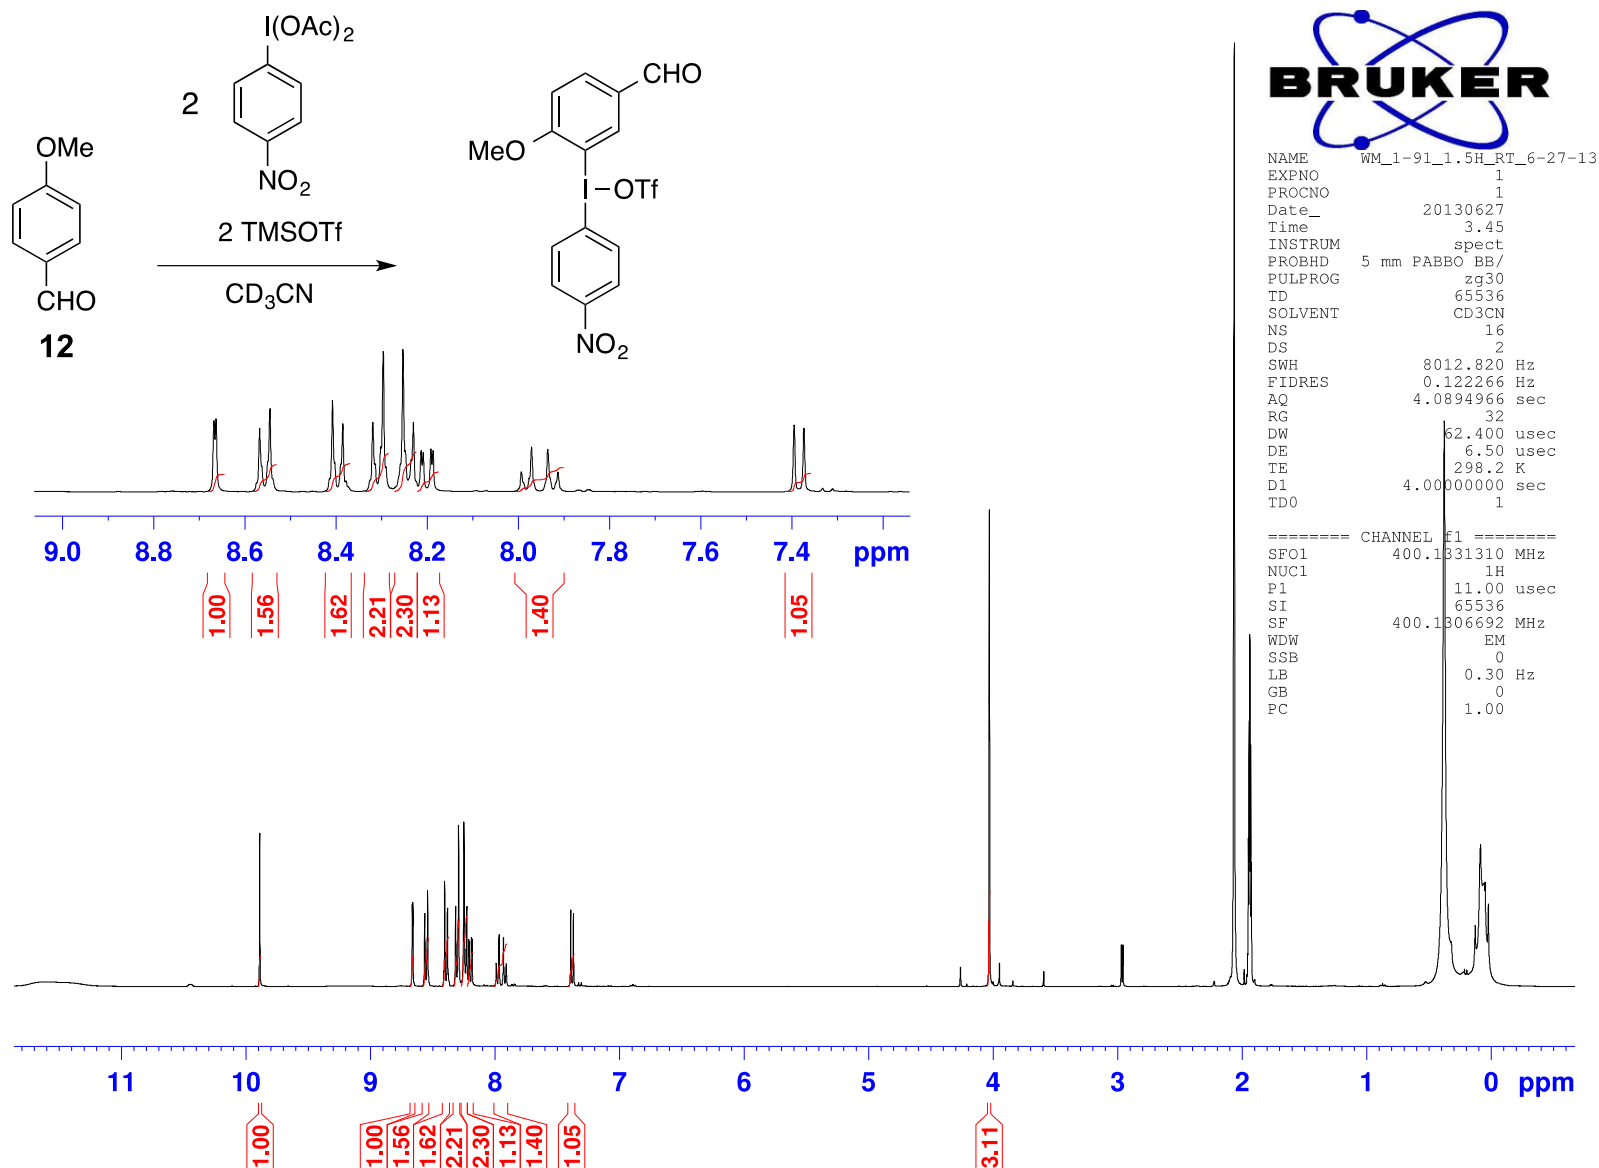 I(OAc)2
2
NO2
OMe
CHO
12
2 TMSOTf
CD3CN
CHO
MeO
I–OTf
NO2
BRUKER
NAME WM_1-91_1.5H_RT_6-27-13
EXPNO 1
PROCNO 1
Date_ 20130627
Time 3.45
INSTRUM spect
PROBHD 5 mm PABBO BB/
PULPROG zg30
TD 65536
SOLVENT CD3CN
NS 16
DS 2
SWH 8012.820 Hz
FIDRES 0.122266 Hz
AQ 4.0894966 sec
RG 32
DW 62.400 usec
DE 6.50 usec
TE 298.2 K
D1 4.00000000 sec
TD0 1
======== CHANNEL f1 ========
SFO1 400.1331310 MHz
NUC1 1H
P1 11.00 usec
SI 65536
SF 400.1306692 MHz
WDW EM
SSB 0
LB 0.30 Hz
GB 0
PC 1.00
9.0 8.8 8.6 8.4 8.2 8.0 7.8 7.6 7.4 ppm
1.00 1.56 1.62 2.21 2.30 1.13 1.40 1.05
11 10 9 8 7 6 5 4 3 2 1 0 ppm
1.00 1.00 1.56 1.62 2.21 2.30 1.13 1.40 1.05 3.11